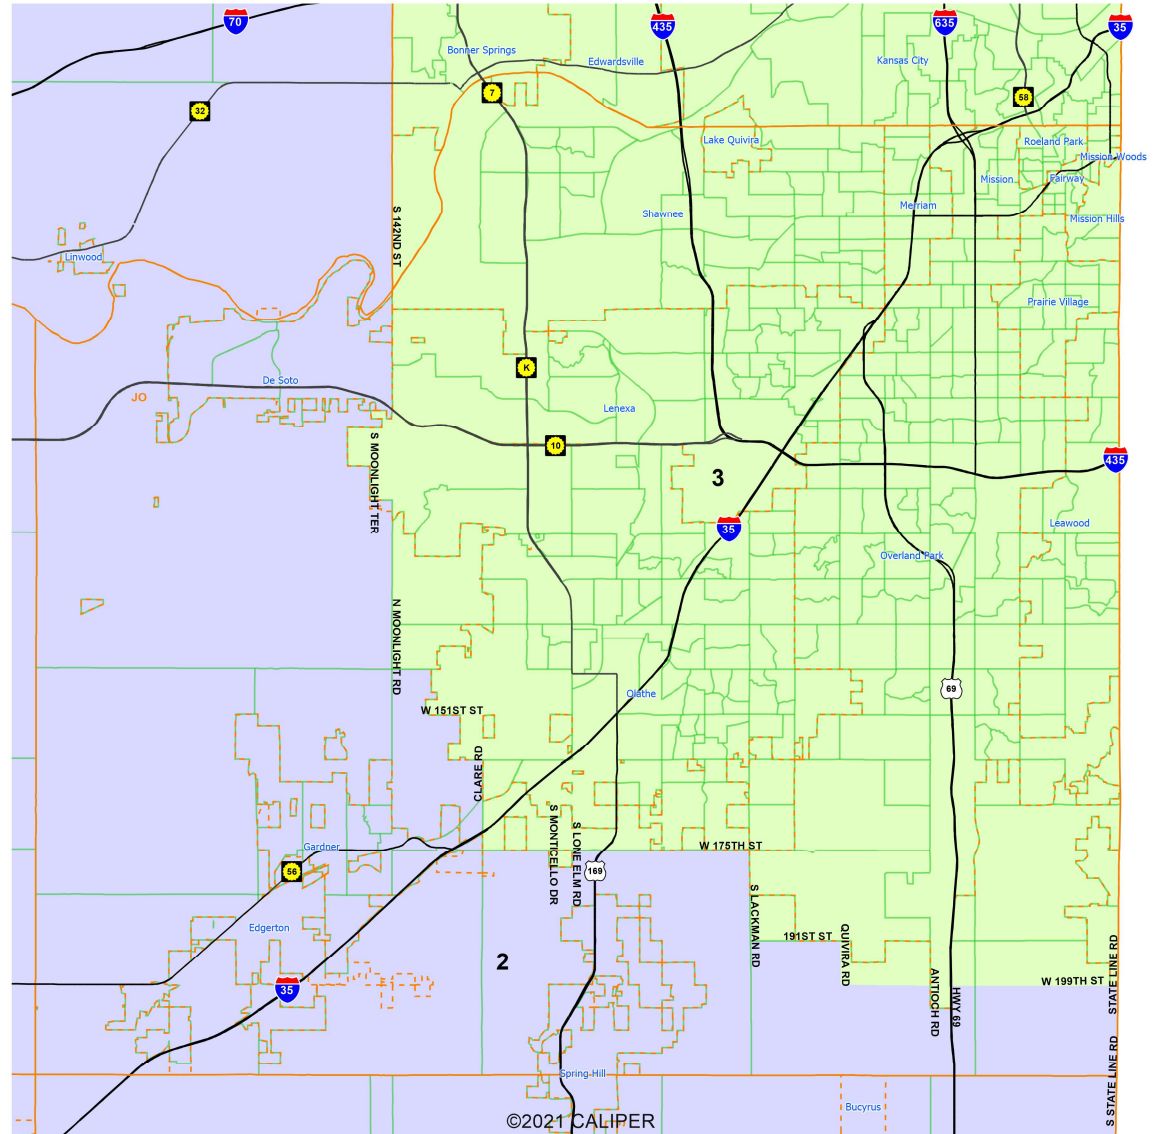 70
435
635
35
Bonner Springs
Edwardsville
Kansas City
7
58
32
Lake Quivira
Roeland Park
Mission Woods
Mission
Fairway
Merriam
Shawnee
Mission Hills
S 142ND ST
Linwood
Prairie Village
K
De Soto
JO
Lenexa
10
S MOONLIGHT TER
435
3
35
Leawood
Overland Park
N MOONLIGHT RD
69
Olathe
W 151ST ST
CLARE RD
S MONTICELLO DR
S LONE ELM RD
W 175TH ST
Gardner
56
169
S LACKMAN RD
Edgerton
191ST ST
QUIVIRA RD
STATE LINE RD
2
ANTIOCH RD
HWY 69
W 199TH ST
35
S STATE LINE RD
Spring Hill
Bucyrus
©2021 CALIPER